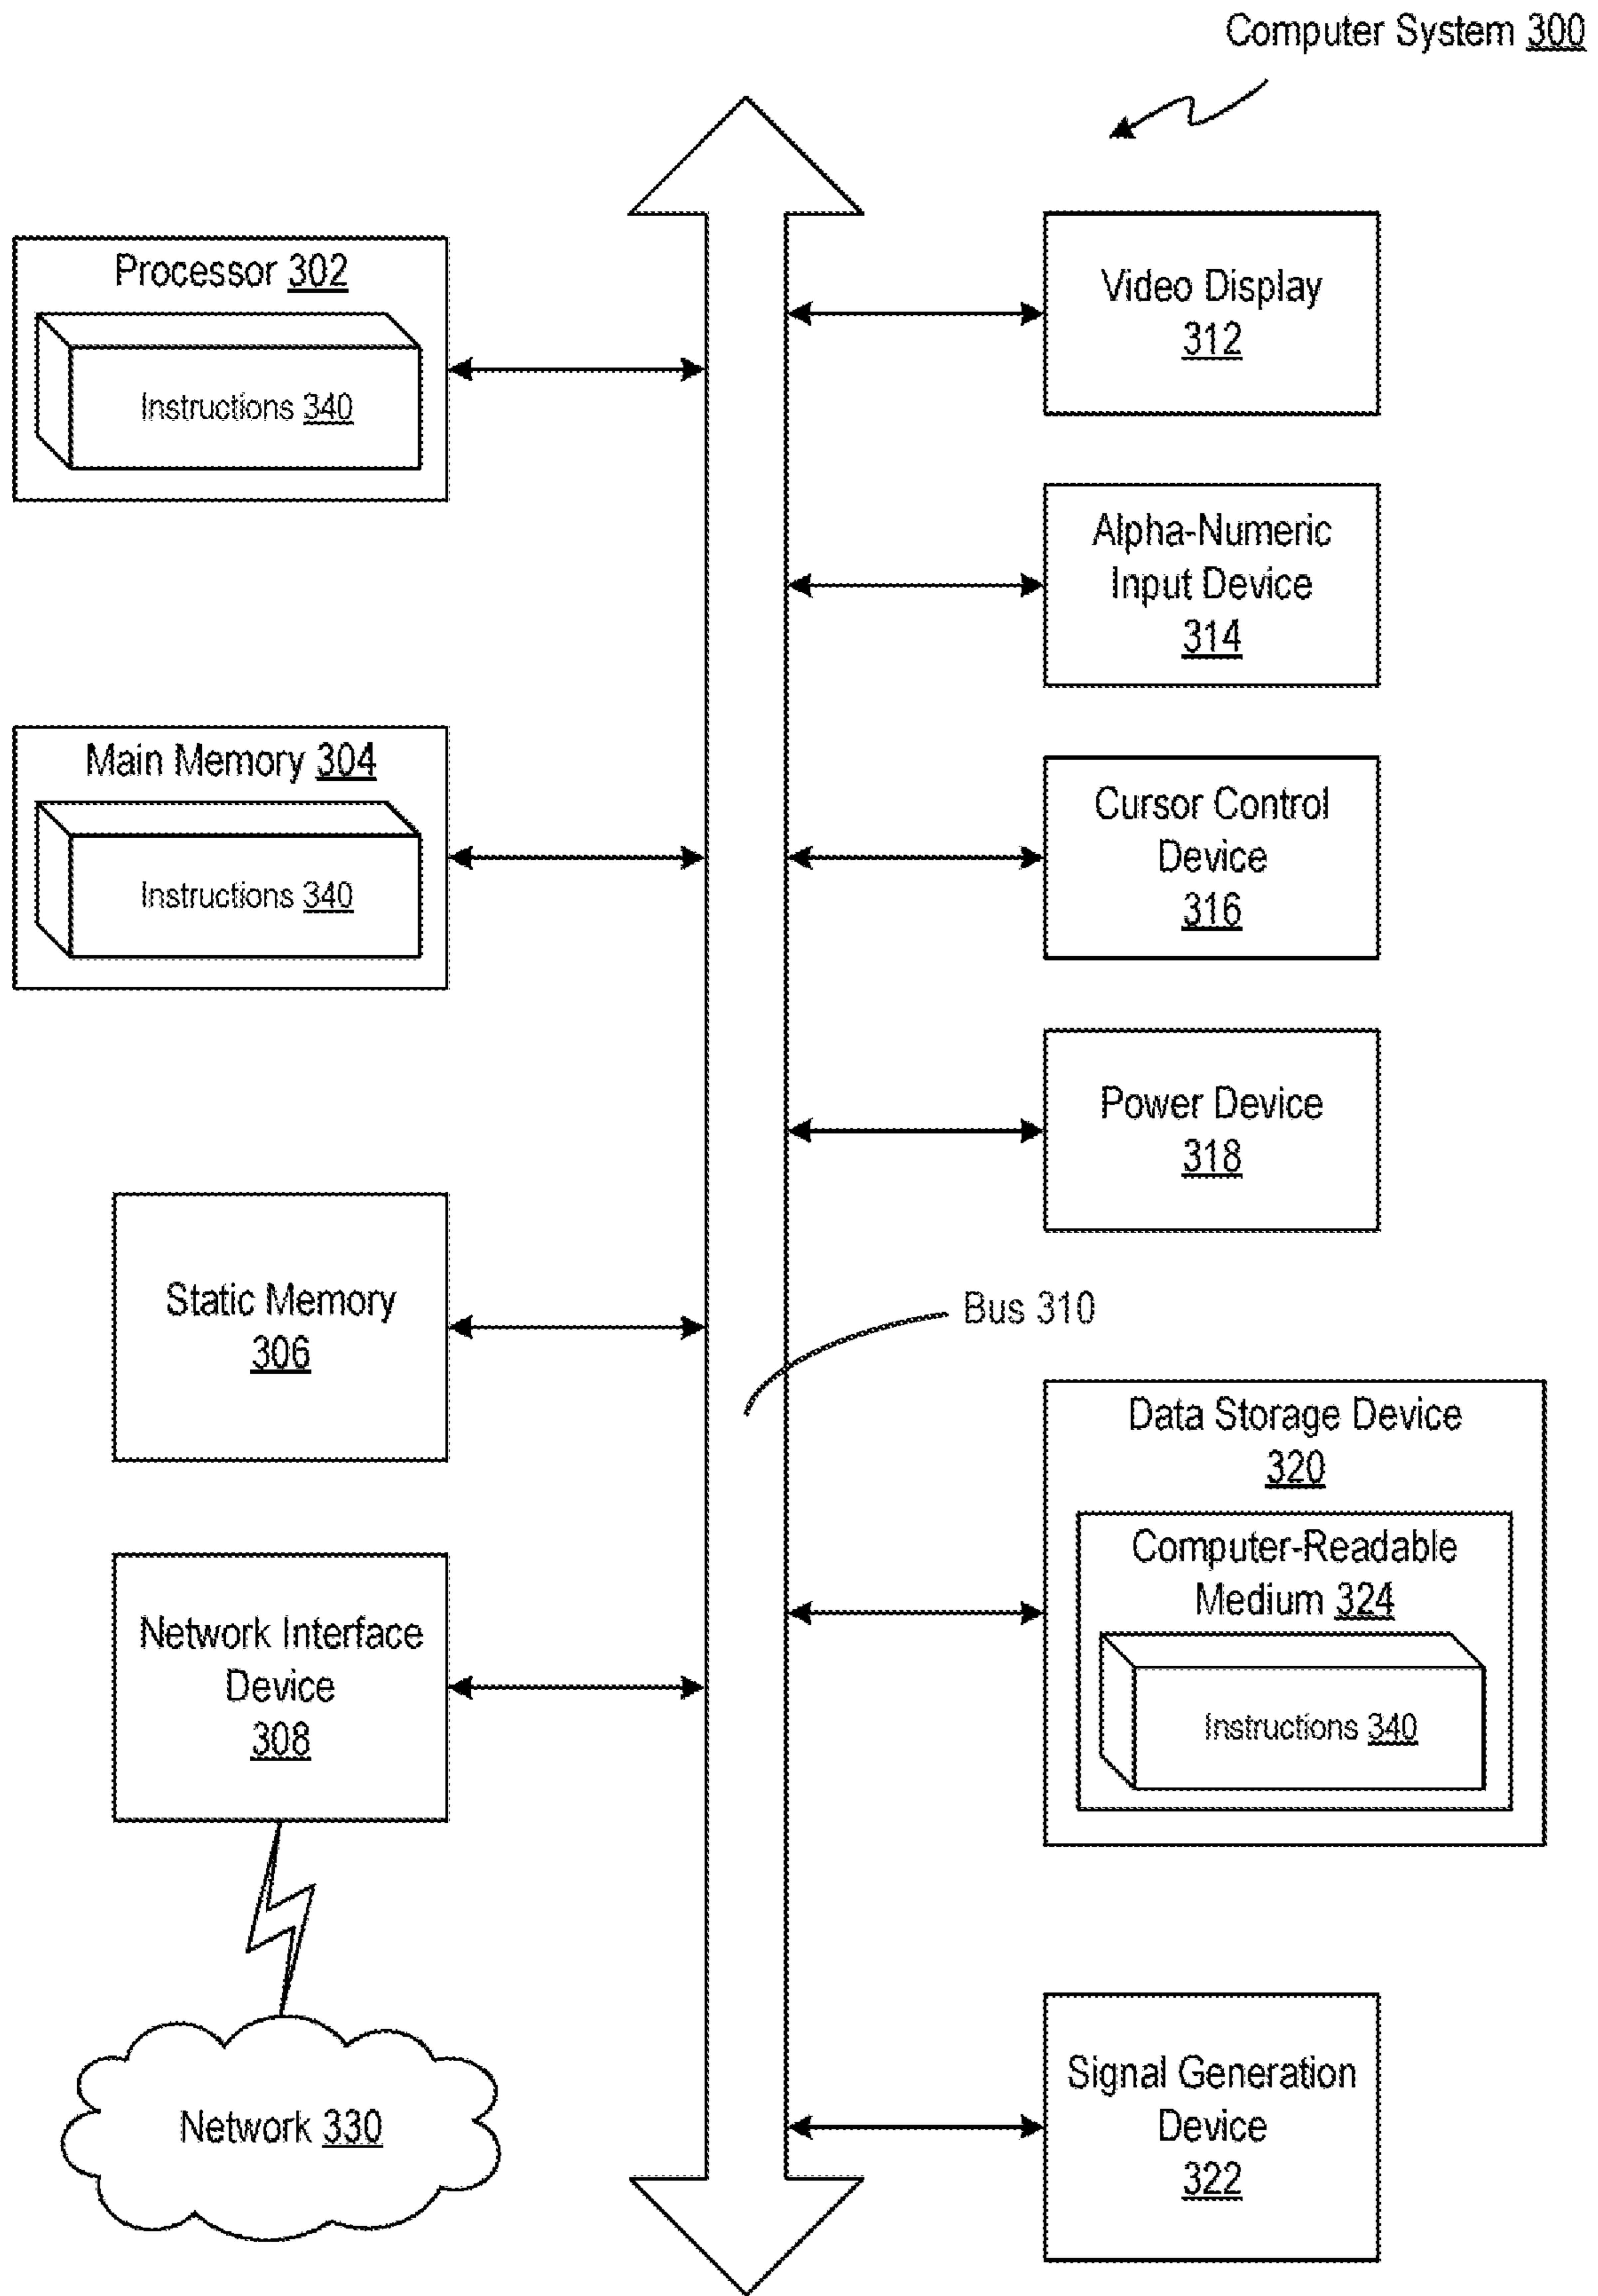 Computer System 300
Processor 302
Instructions 340
Main Memory 304
Instructions 340
Static Memory
306
Network Interface
Device
308
Network 330
Bus 310
Video Display
312
Alpha-Numeric
Input Device
314
Cursor Control
Device
316
Power Device
318
Data Storage Device
320
Computer-Readable
Medium 324
Instructions 340
Signal Generation
Device
322